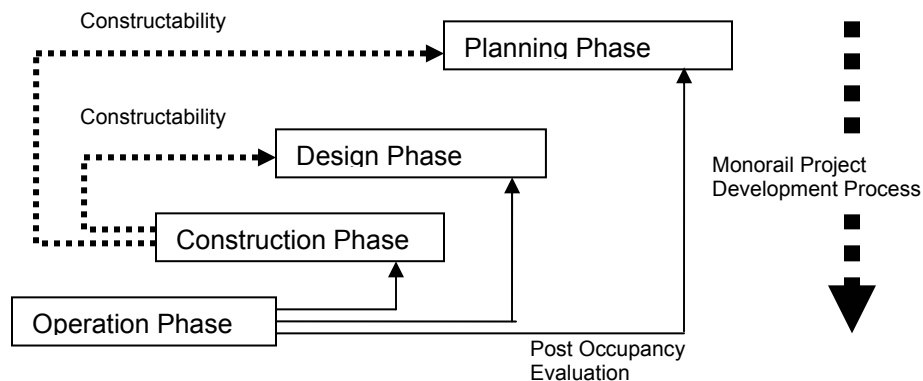 Constructability
Planning Phase
Constructability
Design Phase
Monorail Project
Development Process
Construction Phase
Operation Phase
Post Occupancy
Evaluation